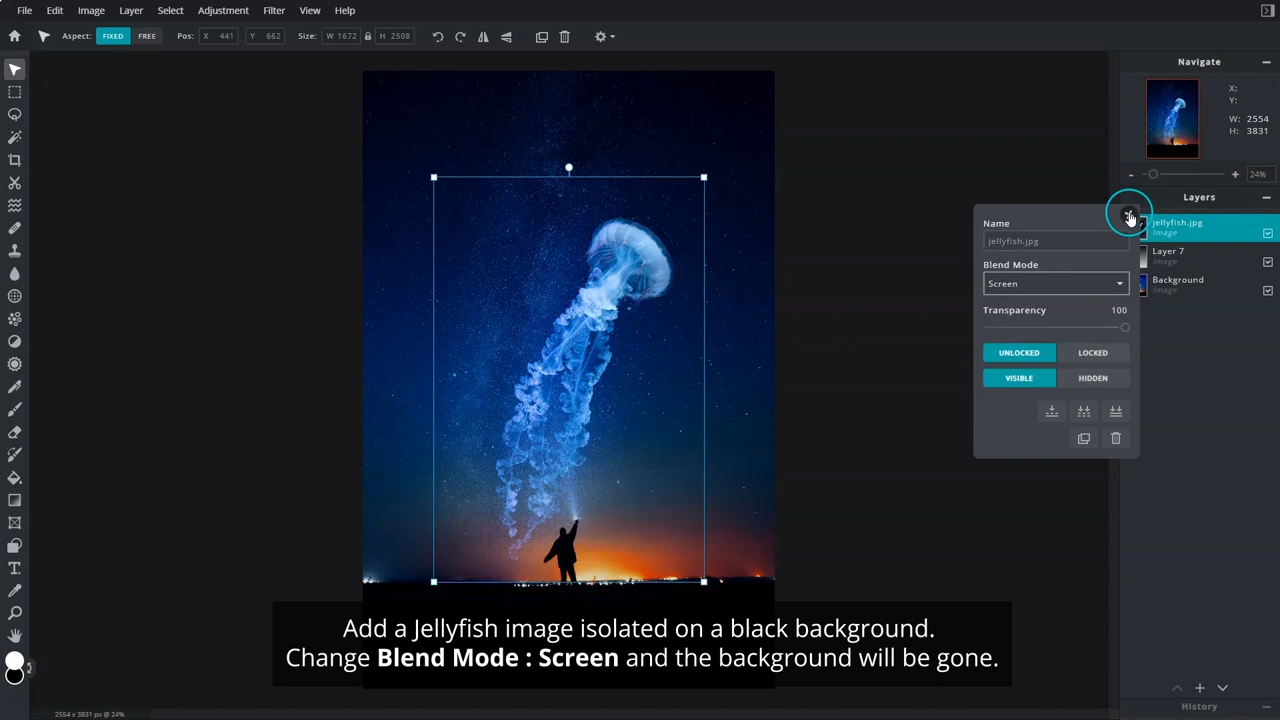 File Edit Image Layer Select Adjustment Filter View Help
Aspect: FIXED FREE Pos: X 441 Y 662 Size: W 1672 H 2508
Navigate
X:
Y:
W: 2554
H: 3831
- + 24%
Layers
jellyfish.jpg
Image
Layer 7
Image
Background
Image
Name
jellyfish.jpg
Blend Mode
Screen
Transparency 100
UNLOCKED LOCKED
VISIBLE HIDDEN
Add a Jellyfish image isolated on a black background.
Change Blend Mode : Screen and the background will be gone.
History
2554 x 3831 px @ 24%